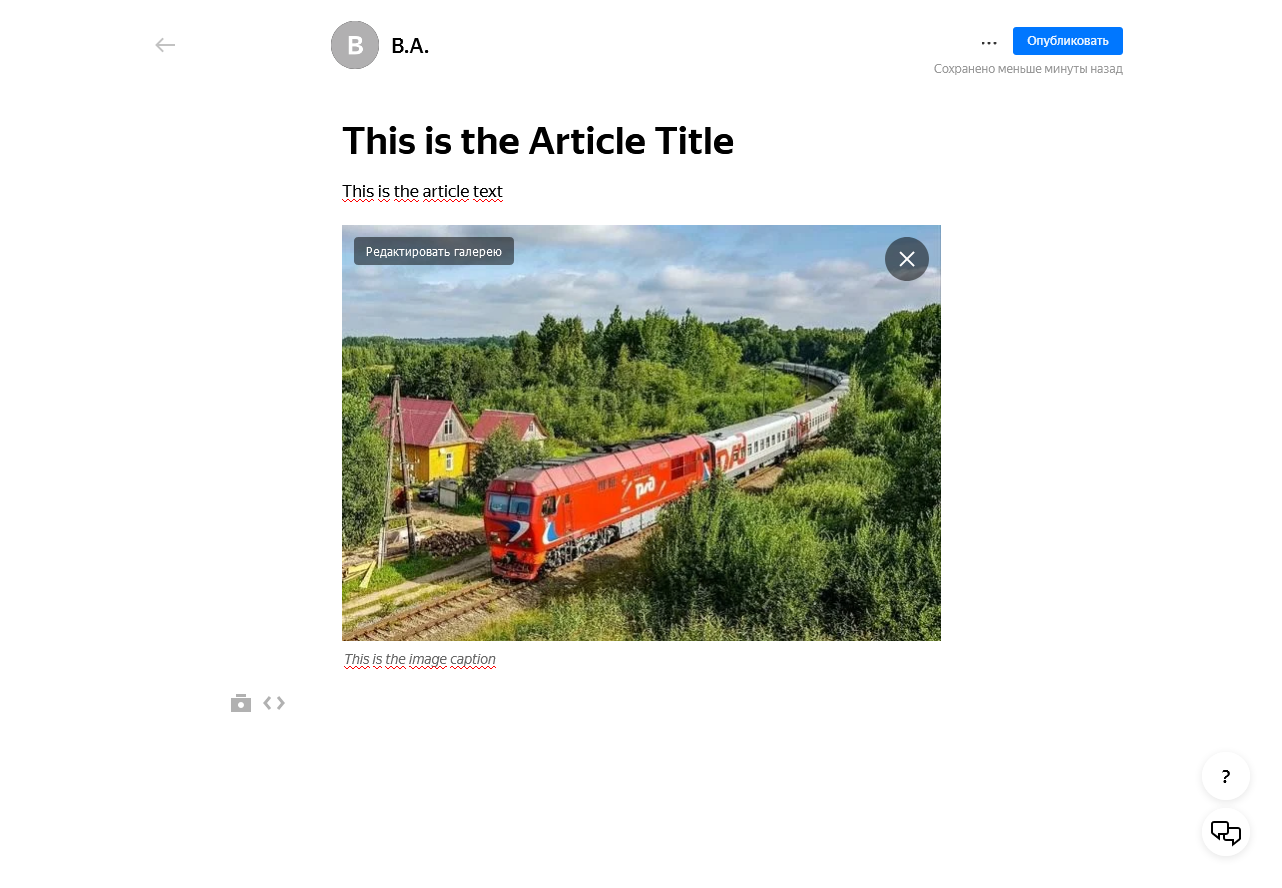 B
B.A.
...
Опубликовать
Сохранено меньше минуты назад
This is the Article Title
This is the article text
Редактировать галерею
РЖД
This is the image caption
?